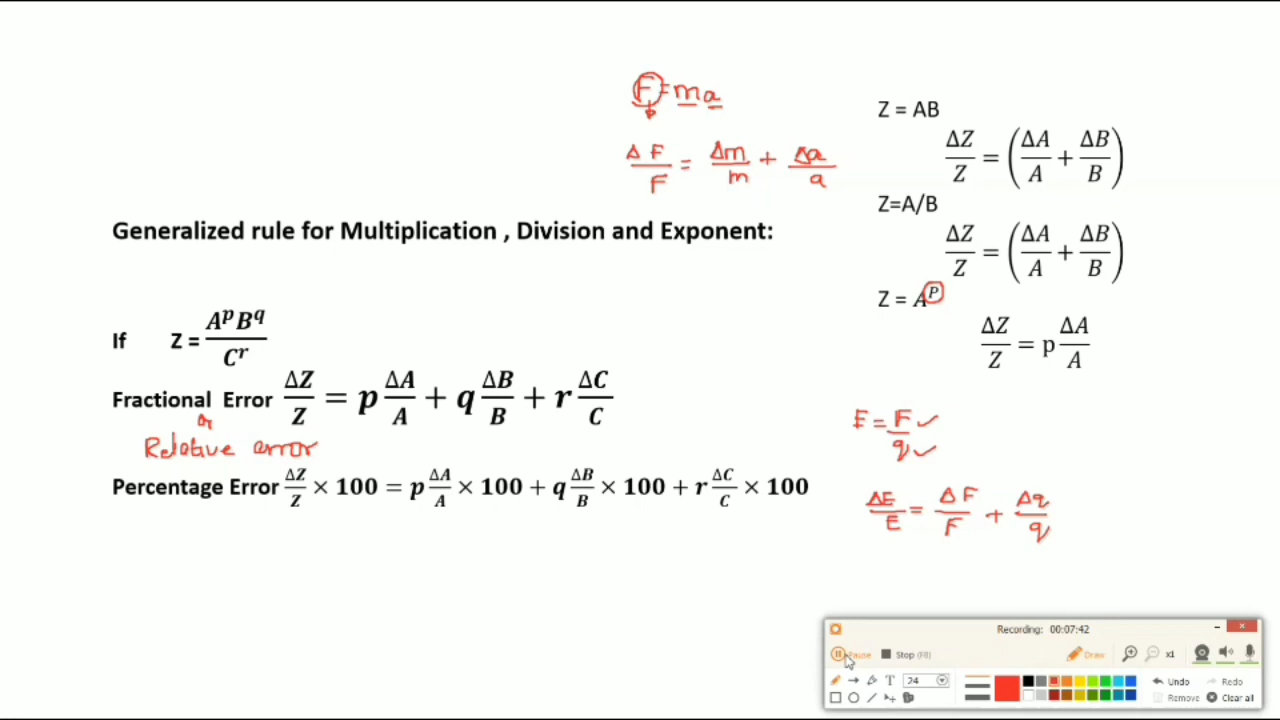 F = ma
ΔF/F = Δm/m + Δa/a
Z = AB
ΔZ/Z = (ΔA/A + ΔB/B)
Z=A/B
ΔZ/Z = (ΔA/A + ΔB/B)
Z = A^P
ΔZ/Z = p ΔA/A
Generalized rule for Multiplication , Division and Exponent:
If Z = A^p B^q / C^r
Fractional Error ΔZ/Z = p ΔA/A + q ΔB/B + r ΔC/C
or
Relative error
Percentage Error ΔZ/Z × 100 = p ΔA/A × 100 + q ΔB/B × 100 + r ΔC/C × 100
E = F/q
ΔE/E = ΔF/F + Δq/q
Recording: 00:07:42
Pause Stop (F8) Draw x1
T 24 Undo Redo
Remove Clear all